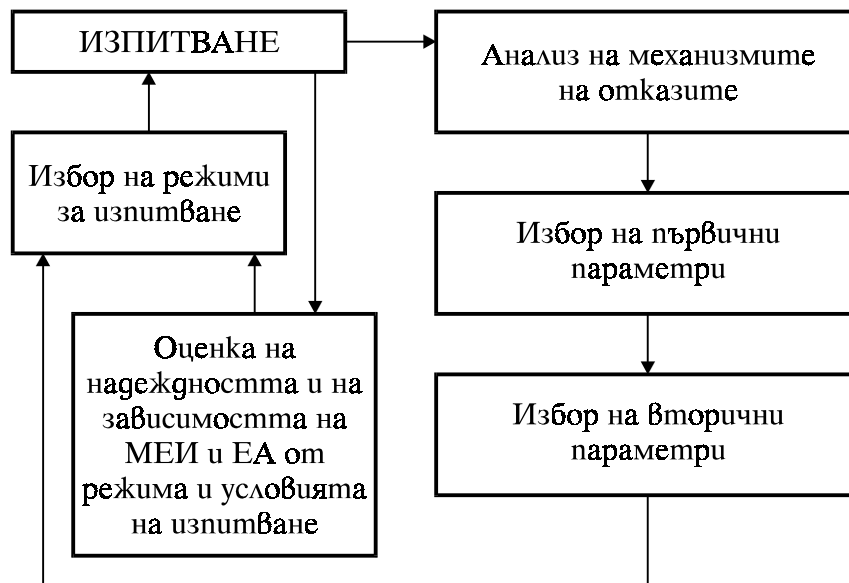 ИЗПИТВАНЕ
Анализ на механизмите
на отказите
Избор на режими
за изпитване
Избор на първични
параметри
Оценка на
надеждността и на
зависимостта на
МЕИ и ЕА от
режима и условията
на изпитване
Избор на вторични
параметри